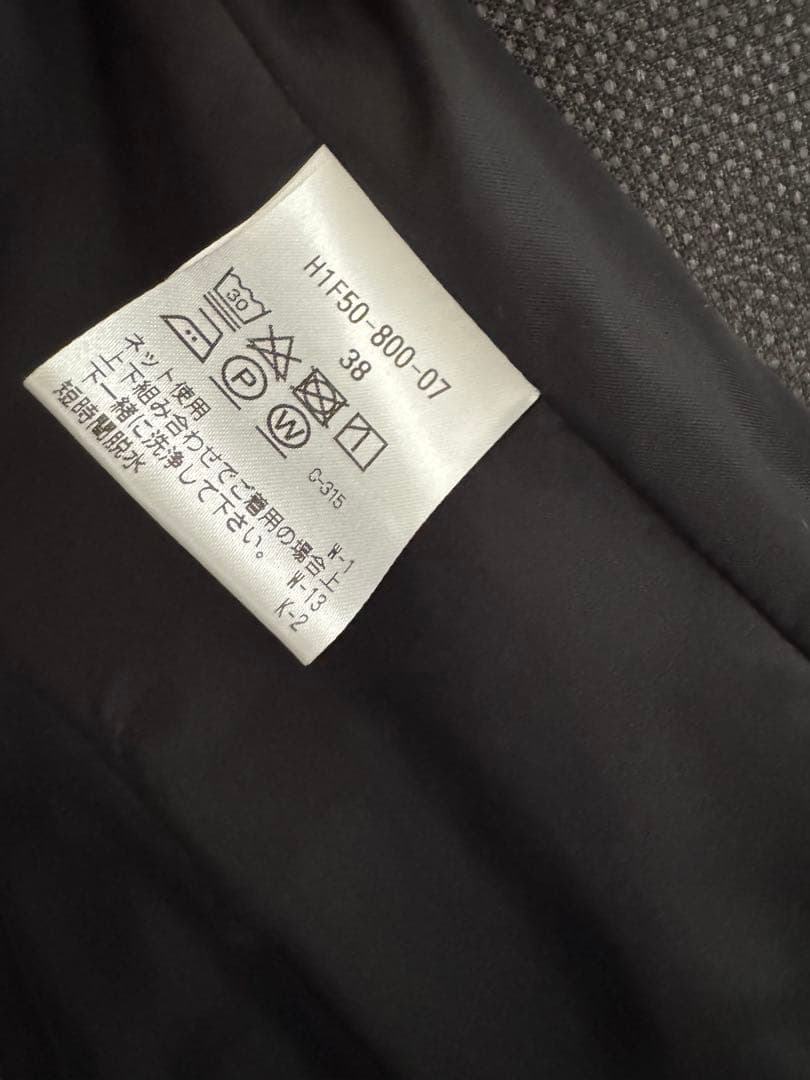 H1F50-800-07
38
30
P
W
C-315
ネット使用 W-1
上下組み合わせでご着用の場合上
下一緒に洗浄して下さい。 W-13
短時間脱水 K-2